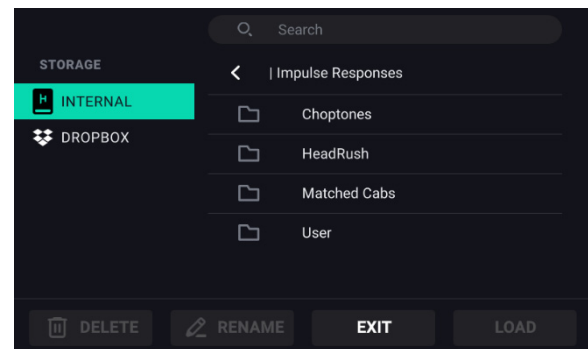 Search
STORAGE
| Impulse Responses
H INTERNAL
DROPBOX
Choptones
HeadRush
Matched Cabs
User
DELETE
RENAME
EXIT
LOAD